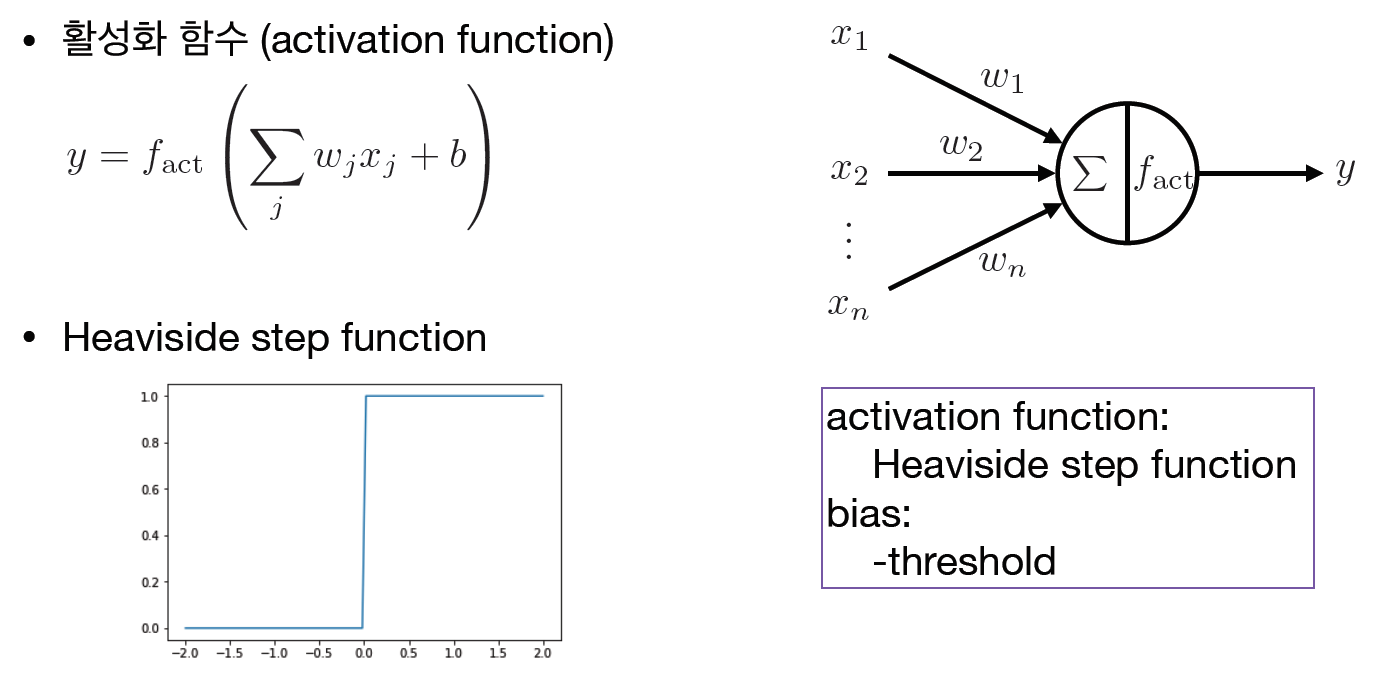 • 활성화 함수 (activation function)
y = f_act ( ∑_j w_j x_j + b )
x_1
w_1
w_2
x_2
∑ f_act
y
⋮
w_n
x_n
• Heaviside step function
1.0
0.8
0.6
0.4
0.2
0.0
−2.0 −1.5 −1.0 −0.5 0.0 0.5 1.0 1.5 2.0
activation function:
Heaviside step function
bias:
-threshold